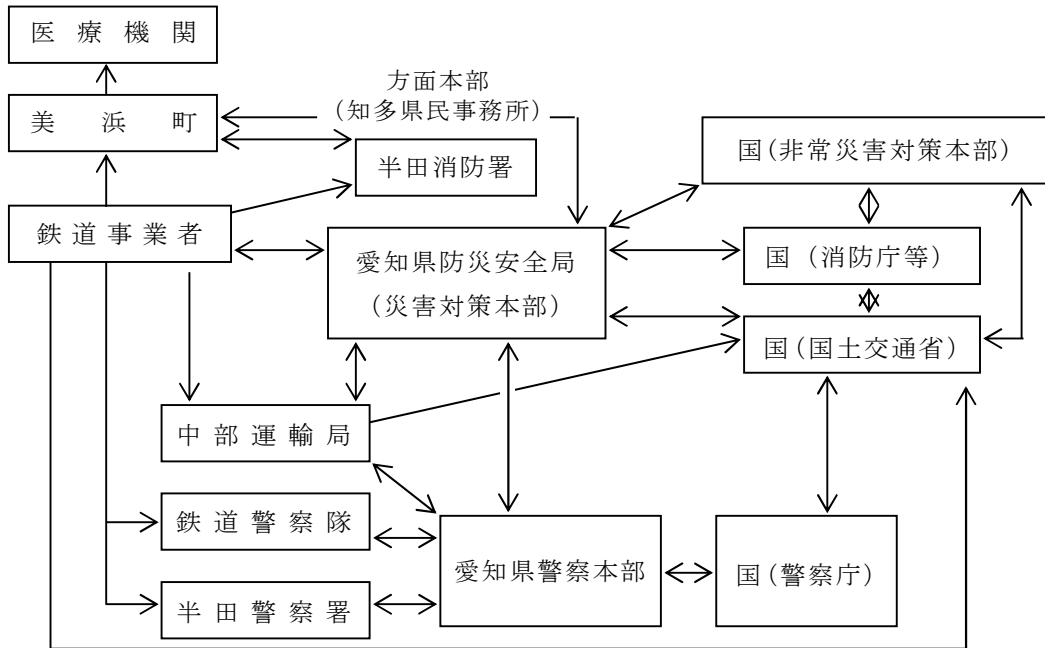 医療機関
方面本部
(知多県民事務所)
美浜町
国(非常災害対策本部)
半田消防署
鉄道事業者
愛知県防災安全局
(災害対策本部)
国(消防庁等)
国(国土交通省)
中部運輸局
鉄道警察隊
愛知県警察本部
国(警察庁)
半田警察署